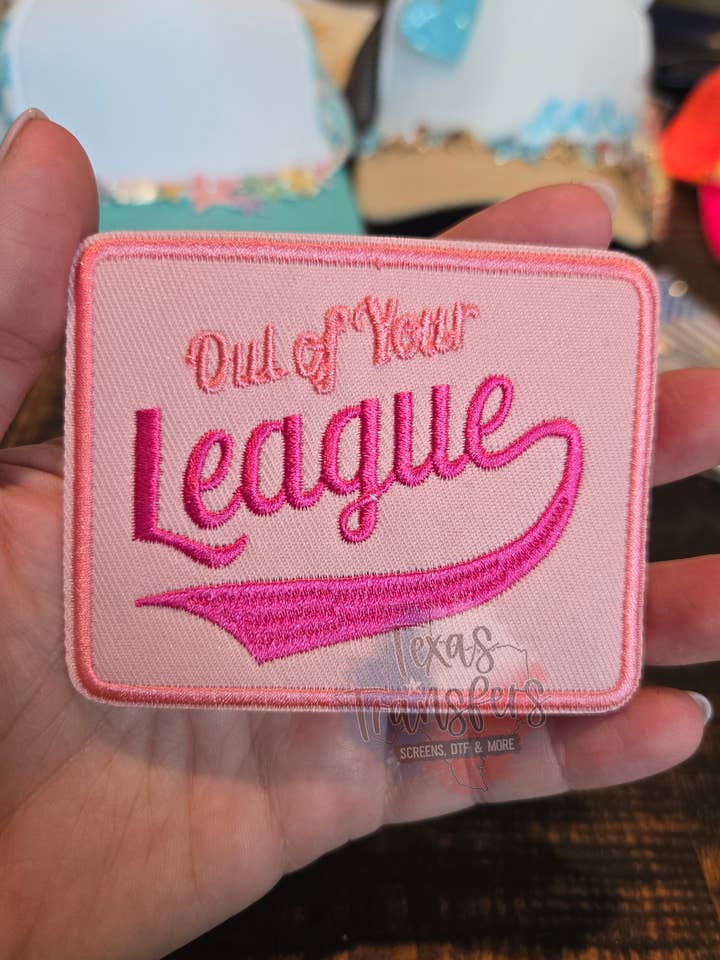 Out of Your
League
Texas
Transfers
SCREENS, DTF & MORE